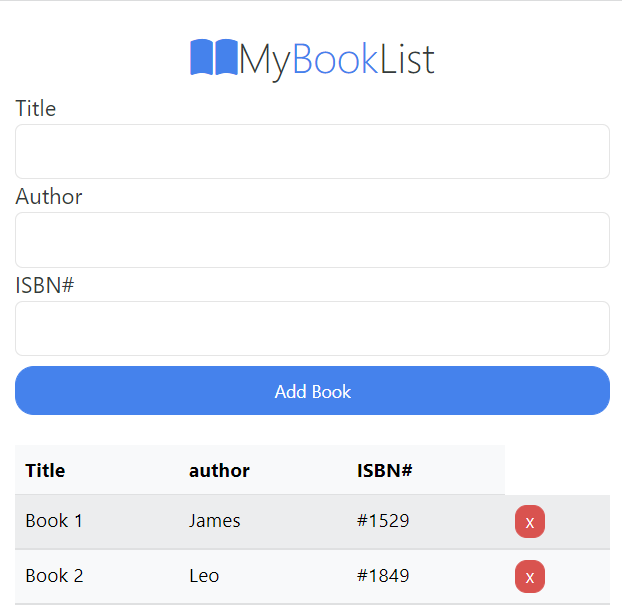 MyBookList
Title
Author
ISBN#
Add Book
Title author ISBN#
Book 1 James #1529 X
Book 2 Leo #1849 X